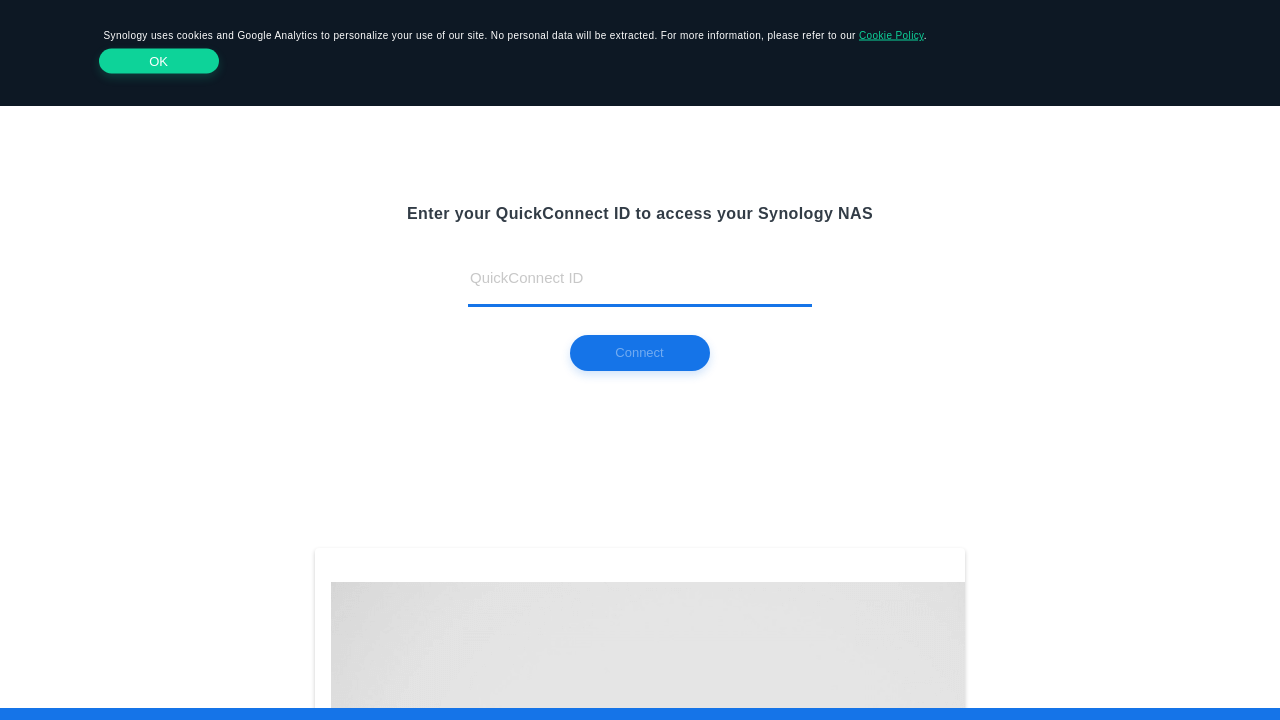 Synology uses cookies and Google Analytics to personalize your use of our site. No personal data will be extracted. For more information, please refer to our Cookie Policy.
OK
Enter your QuickConnect ID to access your Synology NAS
QuickConnect ID
Connect